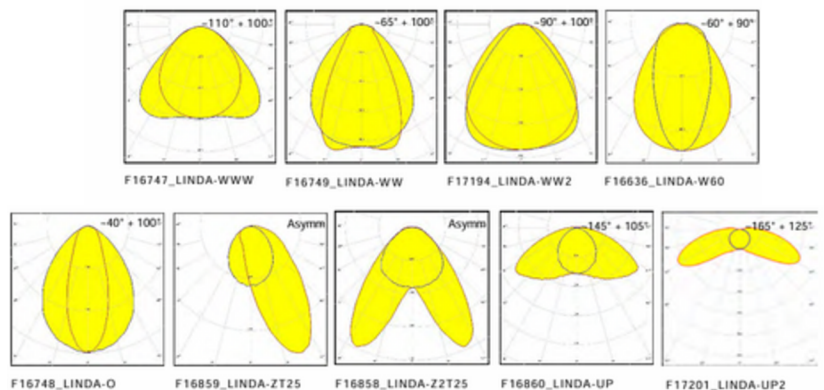 ~110° + 100°
~65° + 100°
~90° + 100°
~60° + 90°
F16747_LINDA-WWW
F16749_LINDA-WW
F17194_LINDA-WW2
F16636_LINDA-W60
~40° + 100°
Asymm
Asymm
~145° + 105°
~165° + 125°
F16748_LINDA-O
F16859_LINDA-ZT25
F16858_LINDA-Z2T25
F16860_LINDA-UP
F17201_LINDA-UP2